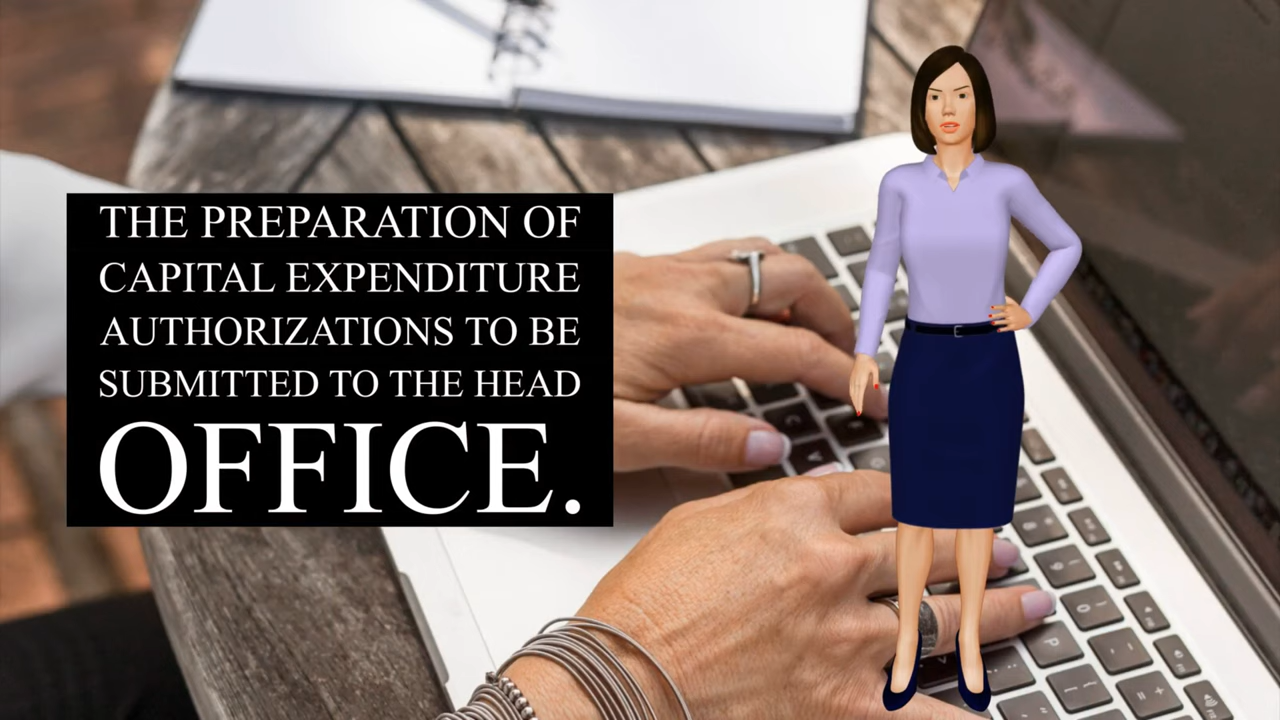 THE PREPARATION OF
CAPITAL EXPENDITURE
AUTHORIZATIONS TO BE
SUBMITTED TO THE HEAD
OFFICE.